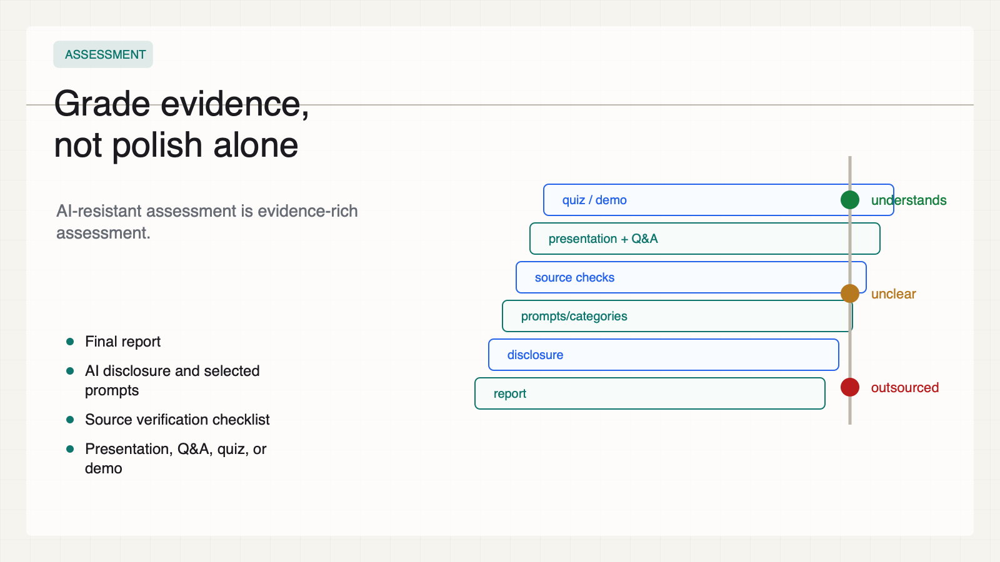 ASSESSMENT
Grade evidence,
not polish alone
AI-resistant assessment is evidence-rich
assessment.
Final report
AI disclosure and selected
prompts
Source verification checklist
Presentation, Q&A, quiz, or
demo
quiz / demo
understands
presentation + Q&A
source checks
unclear
prompts/categories
disclosure
report
outsourced